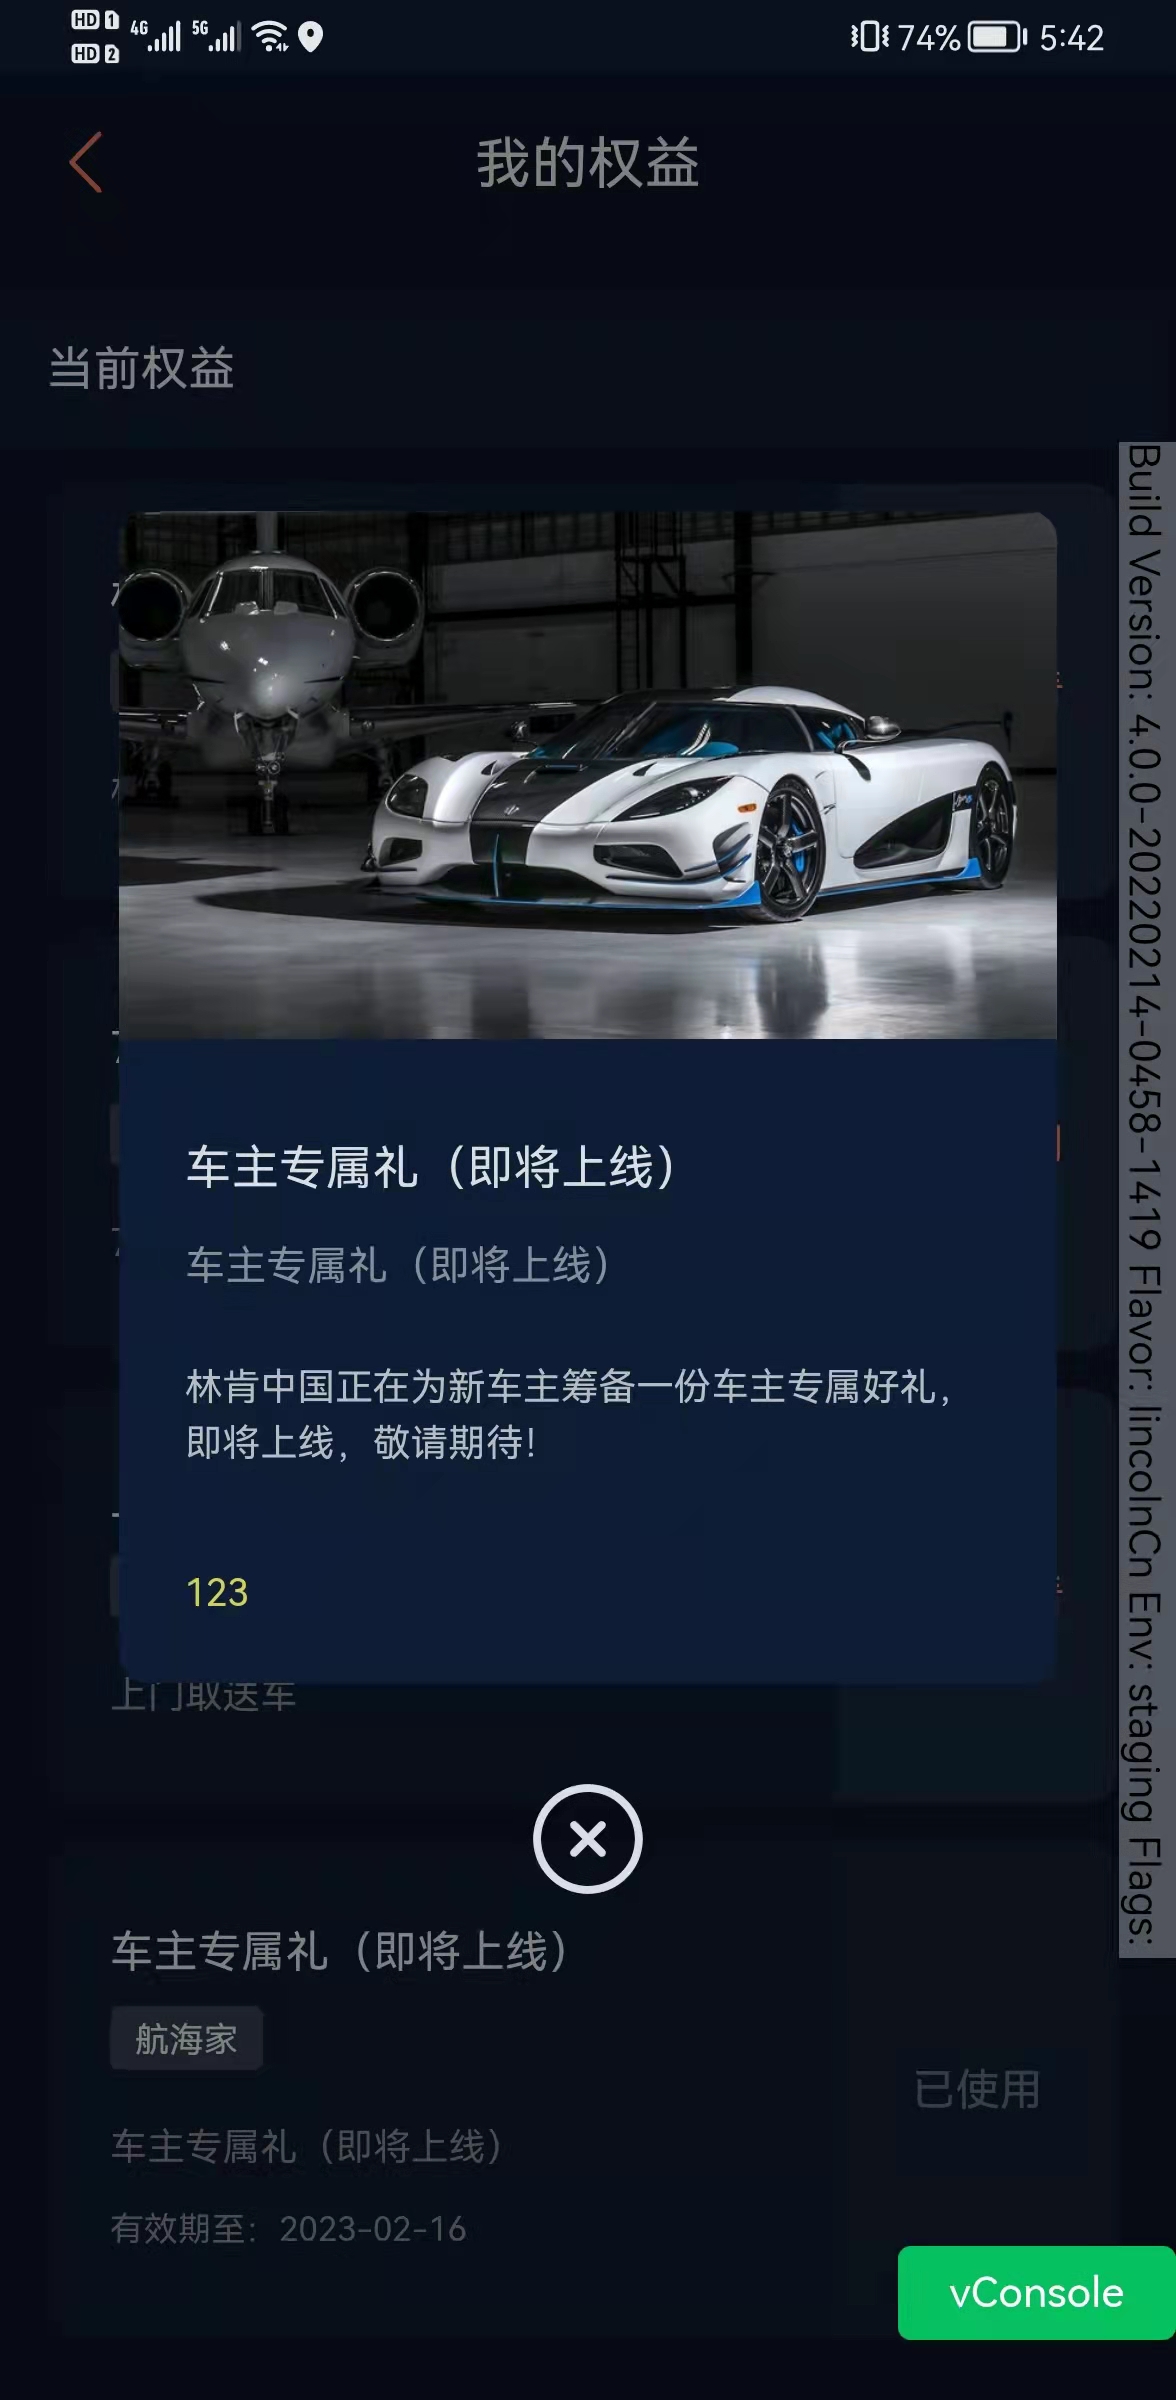 HD 1 4G 5G 74% 5:42
HD 2
我的权益
当前权益
车主专属礼（即将上线）
车主专属礼（即将上线）
林肯中国正在为新车主筹备一份车主专属好礼，
即将上线，敬请期待！
123
上门取送车
车主专属礼（即将上线）
航海家
已使用
车主专属礼（即将上线）
有效期至：2023-02-16
vConsole
Build Version: 4.0.0-20220214-0458-1419 Flavor: lincolnCn Env: staging Flags: